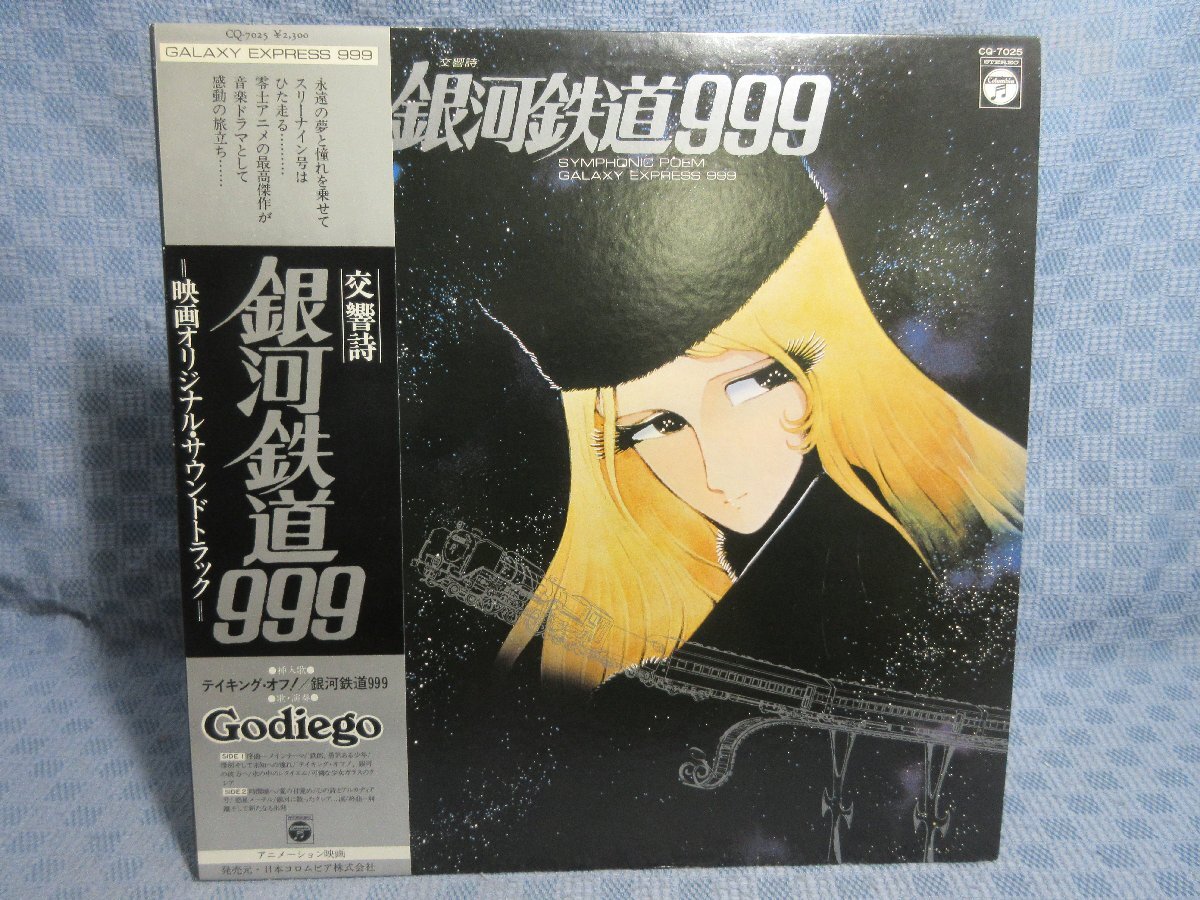 CQ-7025 ¥2,300
GALAXY EXPRESS 999
永遠の夢と憧れを乗せて
スリーナイン号は
ひた走る…………
零士アニメの最高傑作が
音楽ドラマとして
感動の旅立ち……
交響詩
銀河鉄道999
=映画オリジナル・サウンドトラック=
●挿入歌●
テイキング・オフ!/銀河鉄道999
●歌・演奏●
Godiego
SIDE 1
SIDE 2
アニメーション映画
発売元・日本コロムビア株式会社
交響詩
銀河鉄道999
SYMPHONIC POEM
GALAXY EXPRESS 999
CQ-7025
STEREO
Columbia